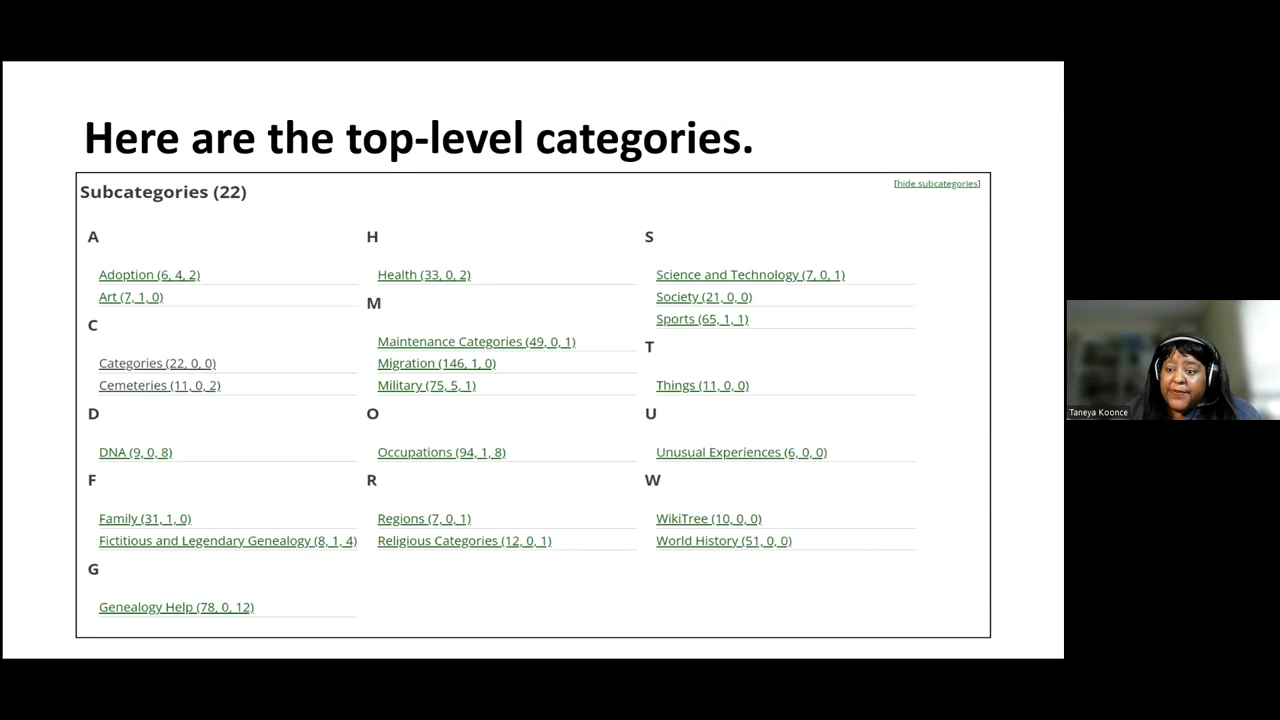 Here are the top-level categories.
Subcategories (22)
[hide subcategories]
A
Adoption (6, 4, 2)
Art (7, 1, 0)
C
Categories (22, 0, 0)
Cemeteries (11, 0, 2)
D
DNA (9, 0, 8)
F
Family (31, 1, 0)
Fictitious and Legendary Genealogy (8, 1, 4)
G
Genealogy Help (78, 0, 12)
H
Health (33, 0, 2)
M
Maintenance Categories (49, 0, 1)
Migration (146, 1, 0)
Military (75, 5, 1)
O
Occupations (94, 1, 8)
R
Regions (7, 0, 1)
Religious Categories (12, 0, 1)
S
Science and Technology (7, 0, 1)
Society (21, 0, 0)
Sports (65, 1, 1)
T
Things (11, 0, 0)
U
Unusual Experiences (6, 0, 0)
W
WikiTree (10, 0, 0)
World History (51, 0, 0)
Taneya Koonce